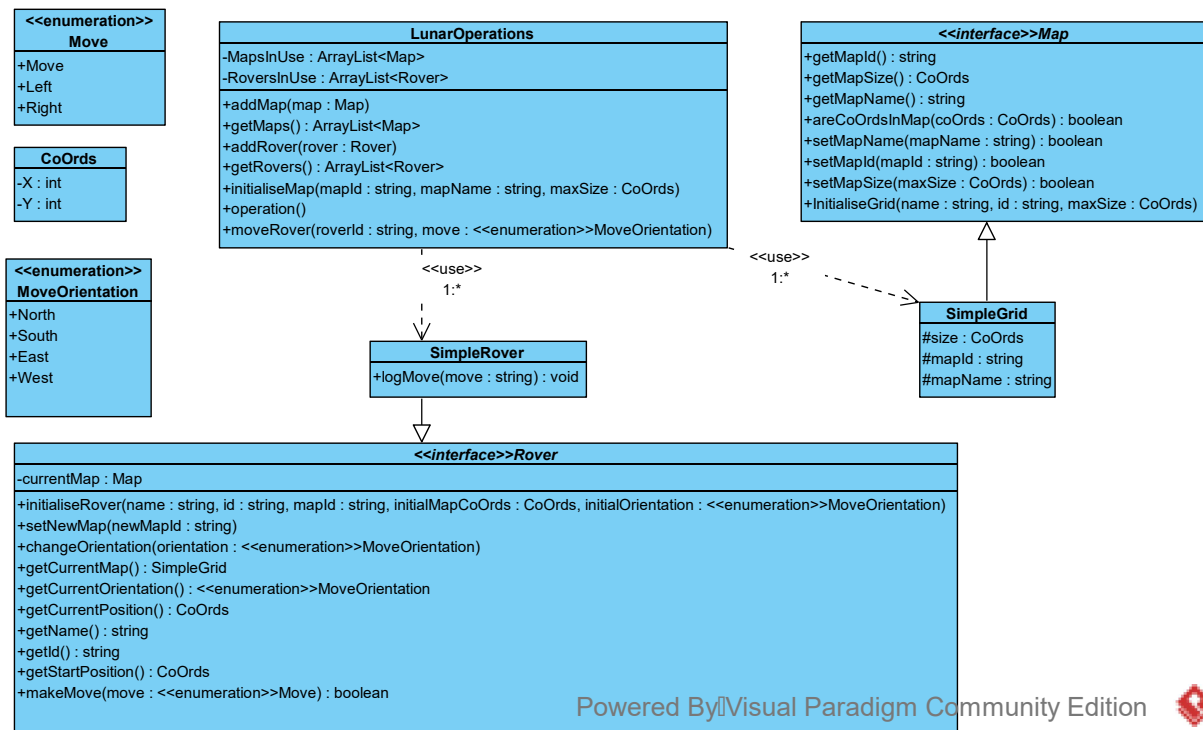 <<enumeration>>
Move
+Move
+Left
+Right
CoOrds
-X : int
-Y : int
<<enumeration>>
MoveOrientation
+North
+South
+East
+West
LunarOperations
-MapsInUse : ArrayList<Map>
-RoversInUse : ArrayList<Rover>
+addMap(map : Map)
+getMaps() : ArrayList<Map>
+addRover(rover : Rover)
+getRovers() : ArrayList<Rover>
+initialiseMap(mapId : string, mapName : string, maxSize : CoOrds)
+operation()
+moveRover(roverId : string, move : <<enumeration>>MoveOrientation)
<<interface>>Map
+getMapId() : string
+getMapSize() : CoOrds
+getMapName() : string
+areCoOrdsInMap(coOrds : CoOrds) : boolean
+setMapName(mapName : string) : boolean
+setMapId(mapId : string) : boolean
+setMapSize(maxSize : CoOrds) : boolean
+InitialiseGrid(name : string, id : string, maxSize : CoOrds)
<<use>>
1:*
<<use>>
1:*
SimpleRover
+logMove(move : string) : void
SimpleGrid
#size : CoOrds
#mapId : string
#mapName : string
<<interface>>Rover
-currentMap : Map
+initialiseRover(name : string, id : string, mapId : string, initialMapCoOrds : CoOrds, initialOrientation : <<enumeration>>MoveOrientation)
+setNewMap(newMapId : string)
+changeOrientation(orientation : <<enumeration>>MoveOrientation)
+getCurrentMap() : SimpleGrid
+getCurrentOrientation() : <<enumeration>>MoveOrientation
+getCurrentPosition() : CoOrds
+getName() : string
+getId() : string
+getStartPosition() : CoOrds
+makeMove(move : <<enumeration>>Move) : boolean
Powered By Visual Paradigm Community Edition